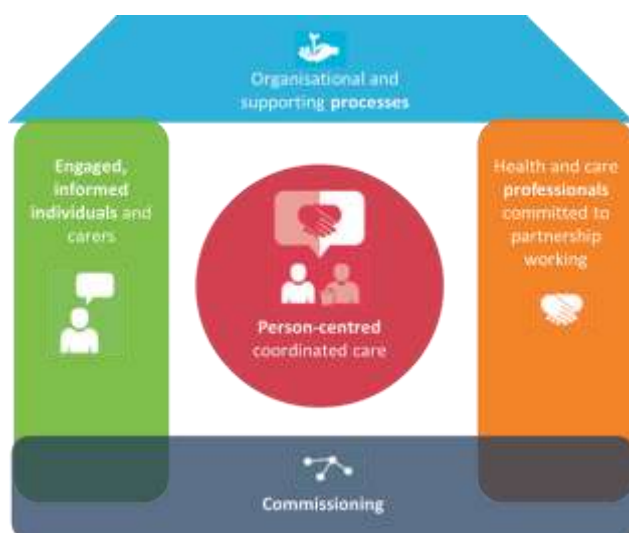 Organisational and
supporting processes
Engaged,
informed
individuals and
carers
Person-centred
coordinated care
Health and care
professionals
committed to
partnership
working
Commissioning